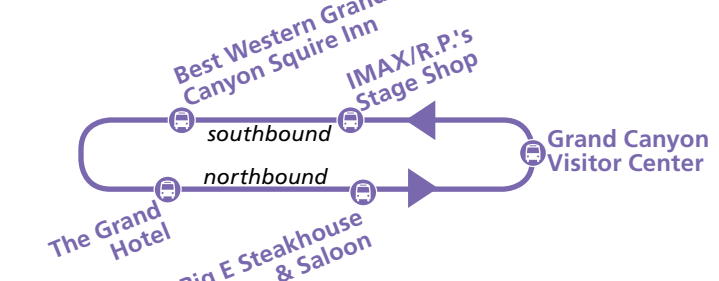 Best Western Grand
Canyon Squire Inn
IMAX/R.P.'s
Stage Shop
southbound
Grand Canyon
Visitor Center
northbound
The Grand
Hotel
Big E Steakhouse
& Saloon